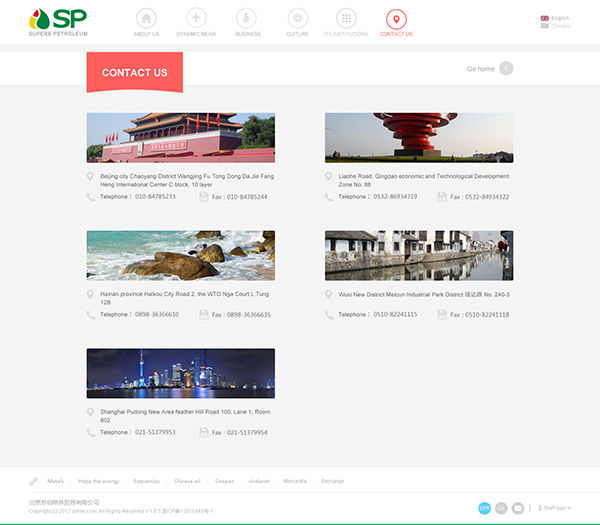 SP
SUPERB PETROLEUM
ABOUT US
DYNAMIC NEWS
BUSINESS
CULTURE
ITS INSTITUTIONS
CONTACT US
English
Chinese
CONTACT US
Go home
Beijing city Chaoyang District Wangjing Fu Tong Dong Da Jie Fang
Heng International Center C block, 10 layer
Telephone : 010-84785233
Fax : 010-84785244
Liaohe Road, Qingdao economic and Technological Development
Zone No. 88
Telephone : 0532-86934319
Fax : 0532-84934322
Hainan province Haikou City Road 2, the WTO Nga Court L Tung
12B
Telephone : 0898-36366610
Fax : 0898-36366635
Wuxi New District Meicun Industrial Park District 锡达路 No. 240-3
Telephone : 0510-82241115
Fax : 0510-82241118
Shanghai Pudong New Area feather Hill Road 100, Lane 1, Room
802
Telephone : 021-51379953
Fax : 021-51379954
Metals
Hope the energy
Economics
Chinese oil
Sinopec
cindanet
Mercantile
Exchange
All Rights Reserved
Staff Sign In